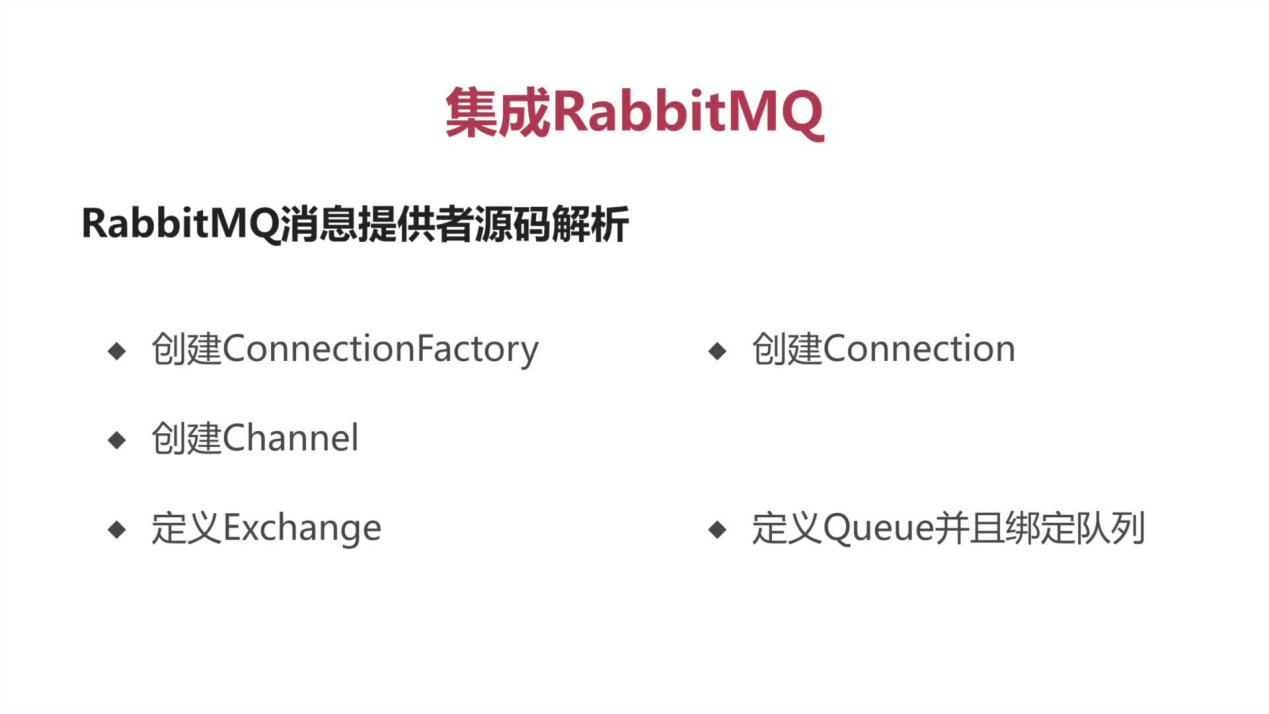 集成RabbitMQ
RabbitMQ消息提供者源码解析
◆ 创建ConnectionFactory
◆ 创建Connection
◆ 创建Channel
◆ 定义Exchange
◆ 定义Queue并且绑定队列